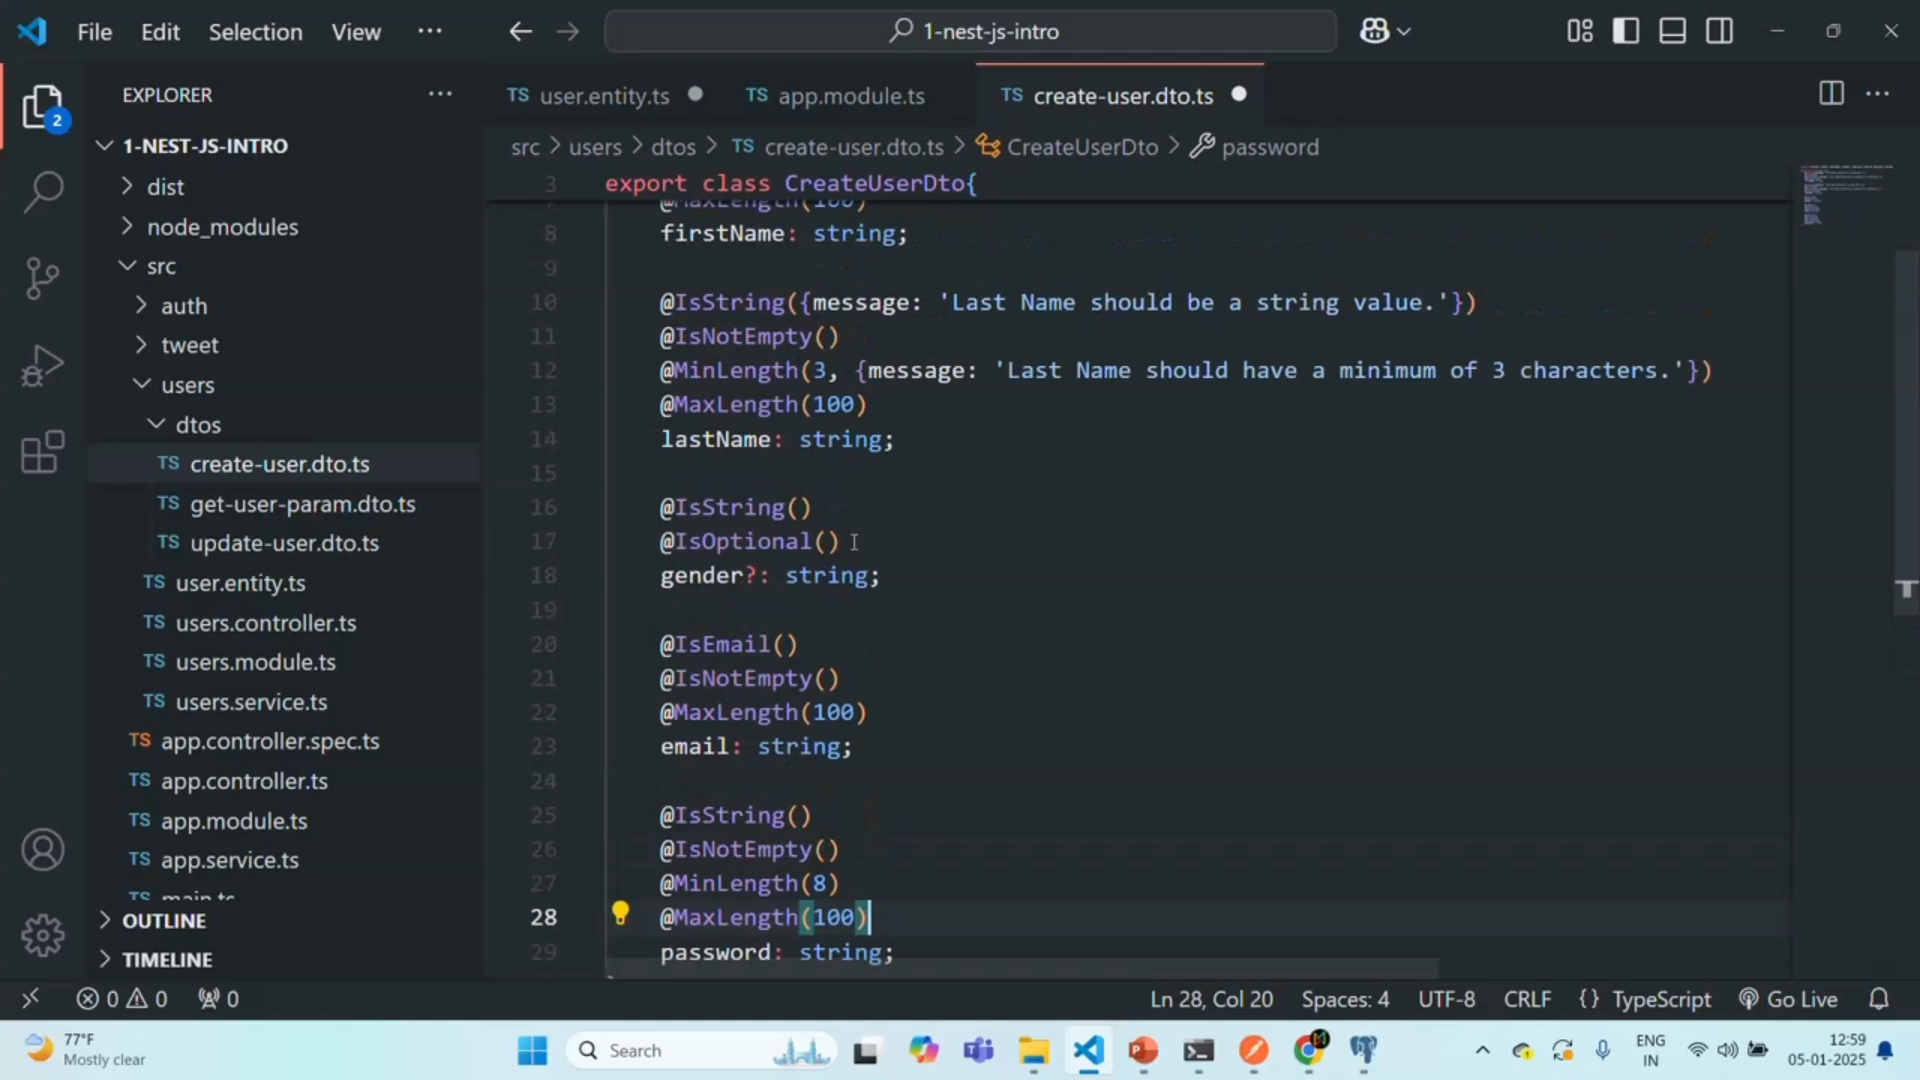 File Edit Selection View ···
1-nest-js-intro
EXPLORER ···
2
1-NEST-JS-INTRO
dist
node_modules
src
auth
tweet
users
dtos
TS create-user.dto.ts
TS get-user-param.dto.ts
TS update-user.dto.ts
TS user.entity.ts
TS users.controller.ts
TS users.module.ts
TS users.service.ts
TS app.controller.spec.ts
TS app.controller.ts
TS app.module.ts
TS app.service.ts
TS main.ts
OUTLINE
TIMELINE
TS user.entity.ts TS app.module.ts TS create-user.dto.ts
src > users > dtos > TS create-user.dto.ts > CreateUserDto > password
3 export class CreateUserDto{
7 @MaxLength(100)
8 firstName: string;
9
10 @IsString({message: 'Last Name should be a string value.'})
11 @IsNotEmpty()
12 @MinLength(3, {message: 'Last Name should have a minimum of 3 characters.'})
13 @MaxLength(100)
14 lastName: string;
15
16 @IsString()
17 @IsOptional()
18 gender?: string;
19
20 @IsEmail()
21 @IsNotEmpty()
22 @MaxLength(100)
23 email: string;
24
25 @IsString()
26 @IsNotEmpty()
27 @MinLength(8)
28 @MaxLength(100)
29 password: string;
0 0 0 Ln 28, Col 20 Spaces: 4 UTF-8 CRLF {} TypeScript Go Live
77°F
Mostly clear
Search
ENG
IN
12:59
05-01-2025